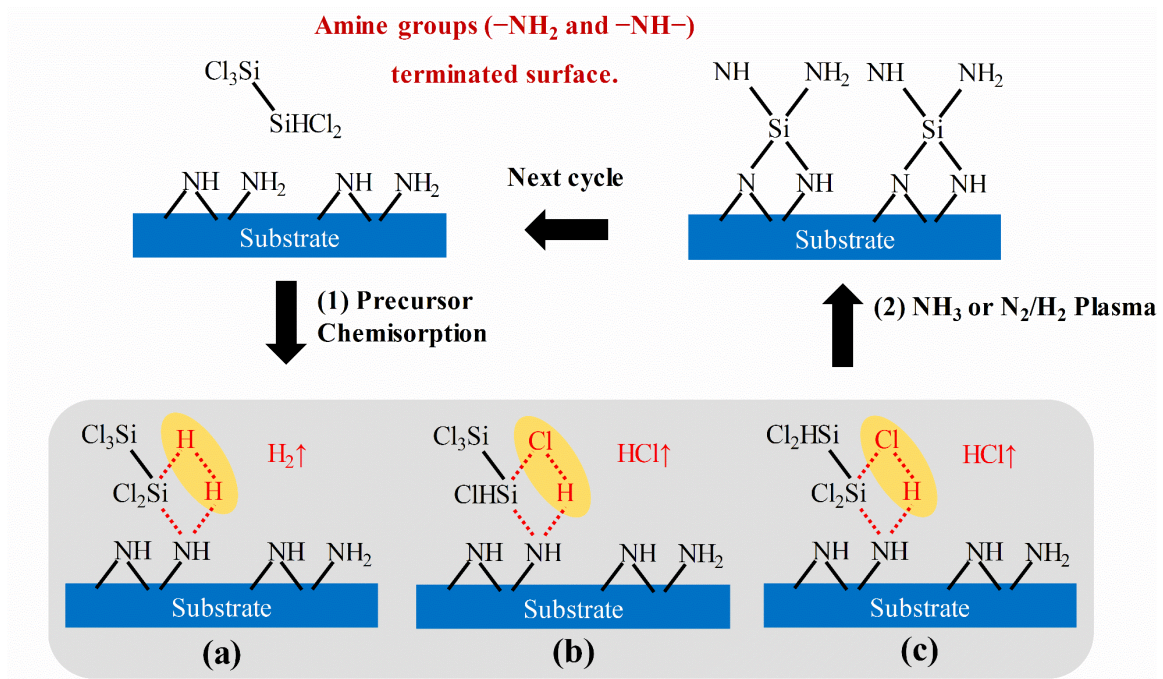 Amine groups (−NH₂ and −NH−)
terminated surface.
Cl₃Si
SiHCl₂
NH NH₂ NH NH₂
Substrate
Next cycle
NH NH₂ NH NH₂
Si Si
N NH N NH
Substrate
(1) Precursor
Chemisorption
(2) NH₃ or N₂/H₂ Plasma
Cl₃Si H H₂↑
Cl₂Si H
NH NH NH NH₂
Substrate
(a)
Cl₃Si Cl HCl↑
ClHSi H
NH NH NH NH₂
Substrate
(b)
Cl₂HSi Cl HCl↑
Cl₂Si H
NH NH NH NH₂
Substrate
(c)